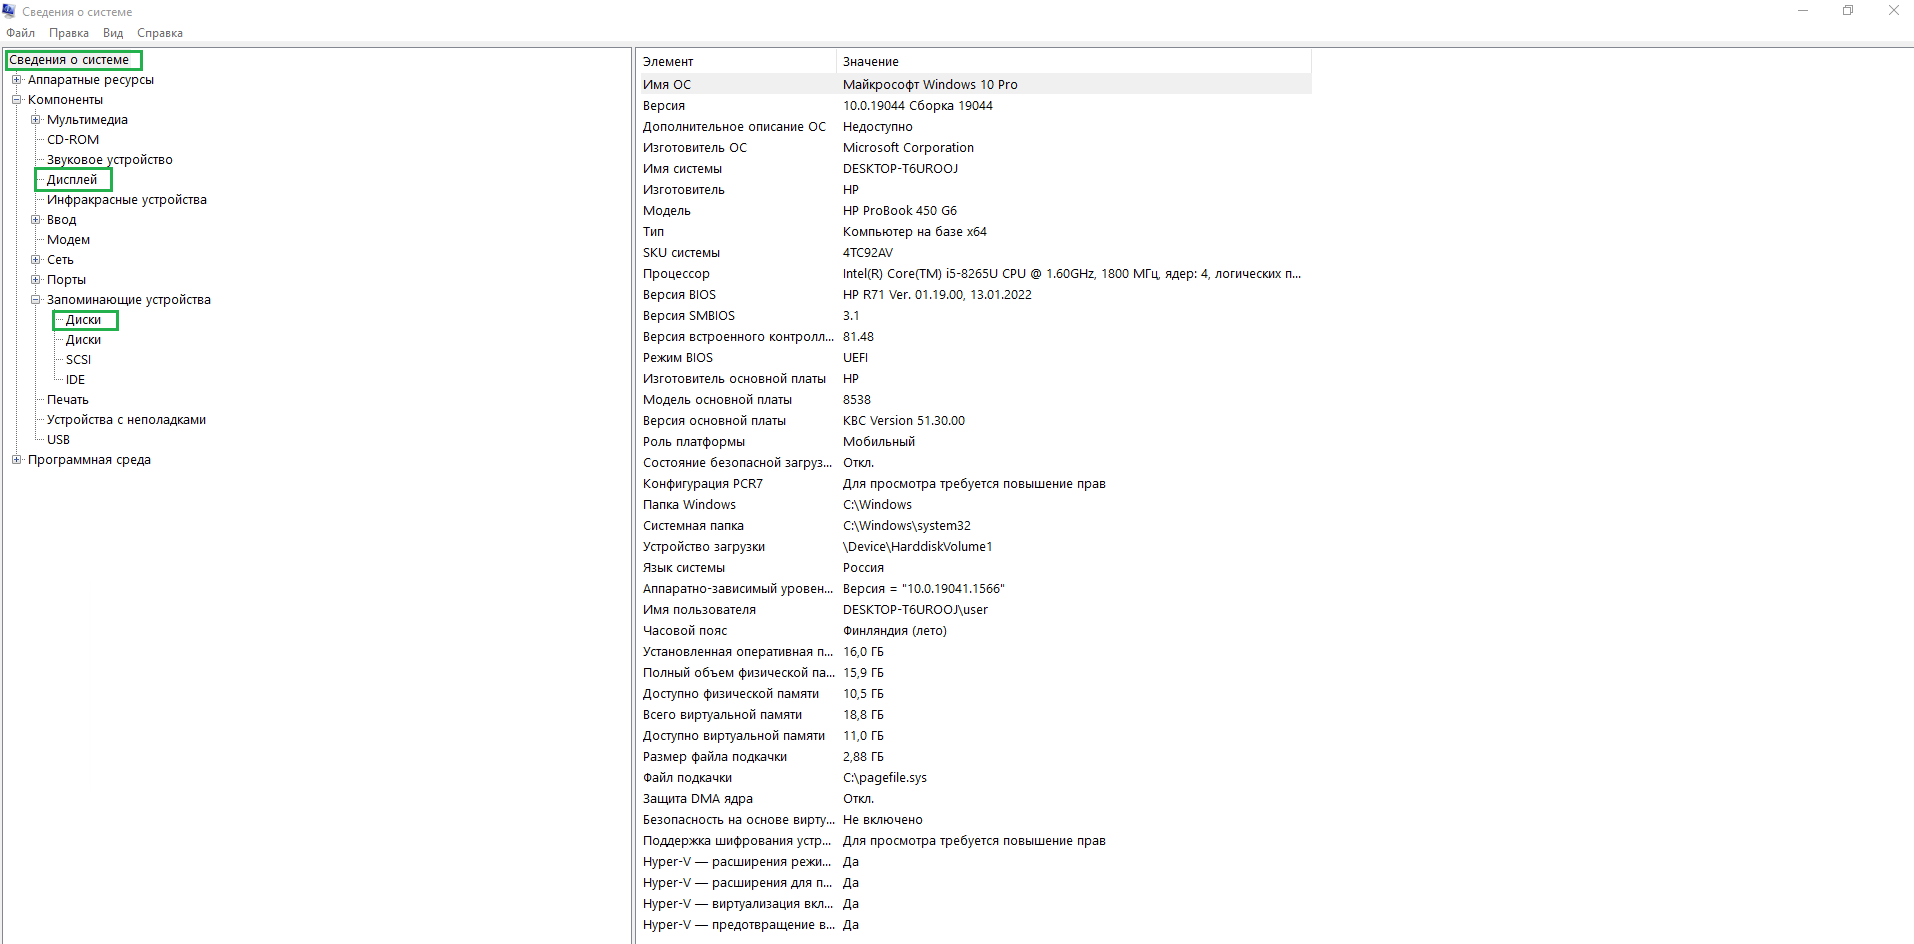 Сведения о системе
Файл Правка Вид Справка
Сведения о системе
Аппаратные ресурсы
Компоненты
Мультимедиа
CD-ROM
Звуковое устройство
Дисплей
Инфракрасные устройства
Ввод
Модем
Сеть
Порты
Запоминающие устройства
Диски
Диски
SCSI
IDE
Печать
Устройства с неполадками
USB
Программная среда
Элемент Значение
Имя ОС Майкрософт Windows 10 Pro
Версия 10.0.19044 Сборка 19044
Дополнительное описание ОС Недоступно
Изготовитель ОС Microsoft Corporation
Имя системы DESKTOP-T6UROOJ
Изготовитель HP
Модель HP ProBook 450 G6
Тип Компьютер на базе x64
SKU системы 4TC92AV
Процессор Intel(R) Core(TM) i5-8265U CPU @ 1.60GHz, 1800 МГц, ядер: 4, логических п...
Версия BIOS HP R71 Ver. 01.19.00, 13.01.2022
Версия SMBIOS 3.1
Версия встроенного контролл... 81.48
Режим BIOS UEFI
Изготовитель основной платы HP
Модель основной платы 8538
Версия основной платы KBC Version 51.30.00
Роль платформы Мобильный
Состояние безопасной загруз... Откл.
Конфигурация PCR7 Для просмотра требуется повышение прав
Папка Windows C:\Windows
Системная папка C:\Windows\system32
Устройство загрузки \Device\HarddiskVolume1
Язык системы Россия
Аппаратно-зависимый уровен... Версия = "10.0.19041.1566"
Имя пользователя DESKTOP-T6UROOJ\user
Часовой пояс Финляндия (лето)
Установленная оперативная п... 16,0 ГБ
Полный объем физической па... 15,9 ГБ
Доступно физической памяти 10,5 ГБ
Всего виртуальной памяти 18,8 ГБ
Доступно виртуальной памяти 11,0 ГБ
Размер файла подкачки 2,88 ГБ
Файл подкачки C:\pagefile.sys
Защита DMA ядра Откл.
Безопасность на основе вирту... Не включено
Поддержка шифрования устр... Для просмотра требуется повышение прав
Hyper-V — расширения режи... Да
Hyper-V — расширения для п... Да
Hyper-V — виртуализация вкл... Да
Hyper-V — предотвращение в... Да